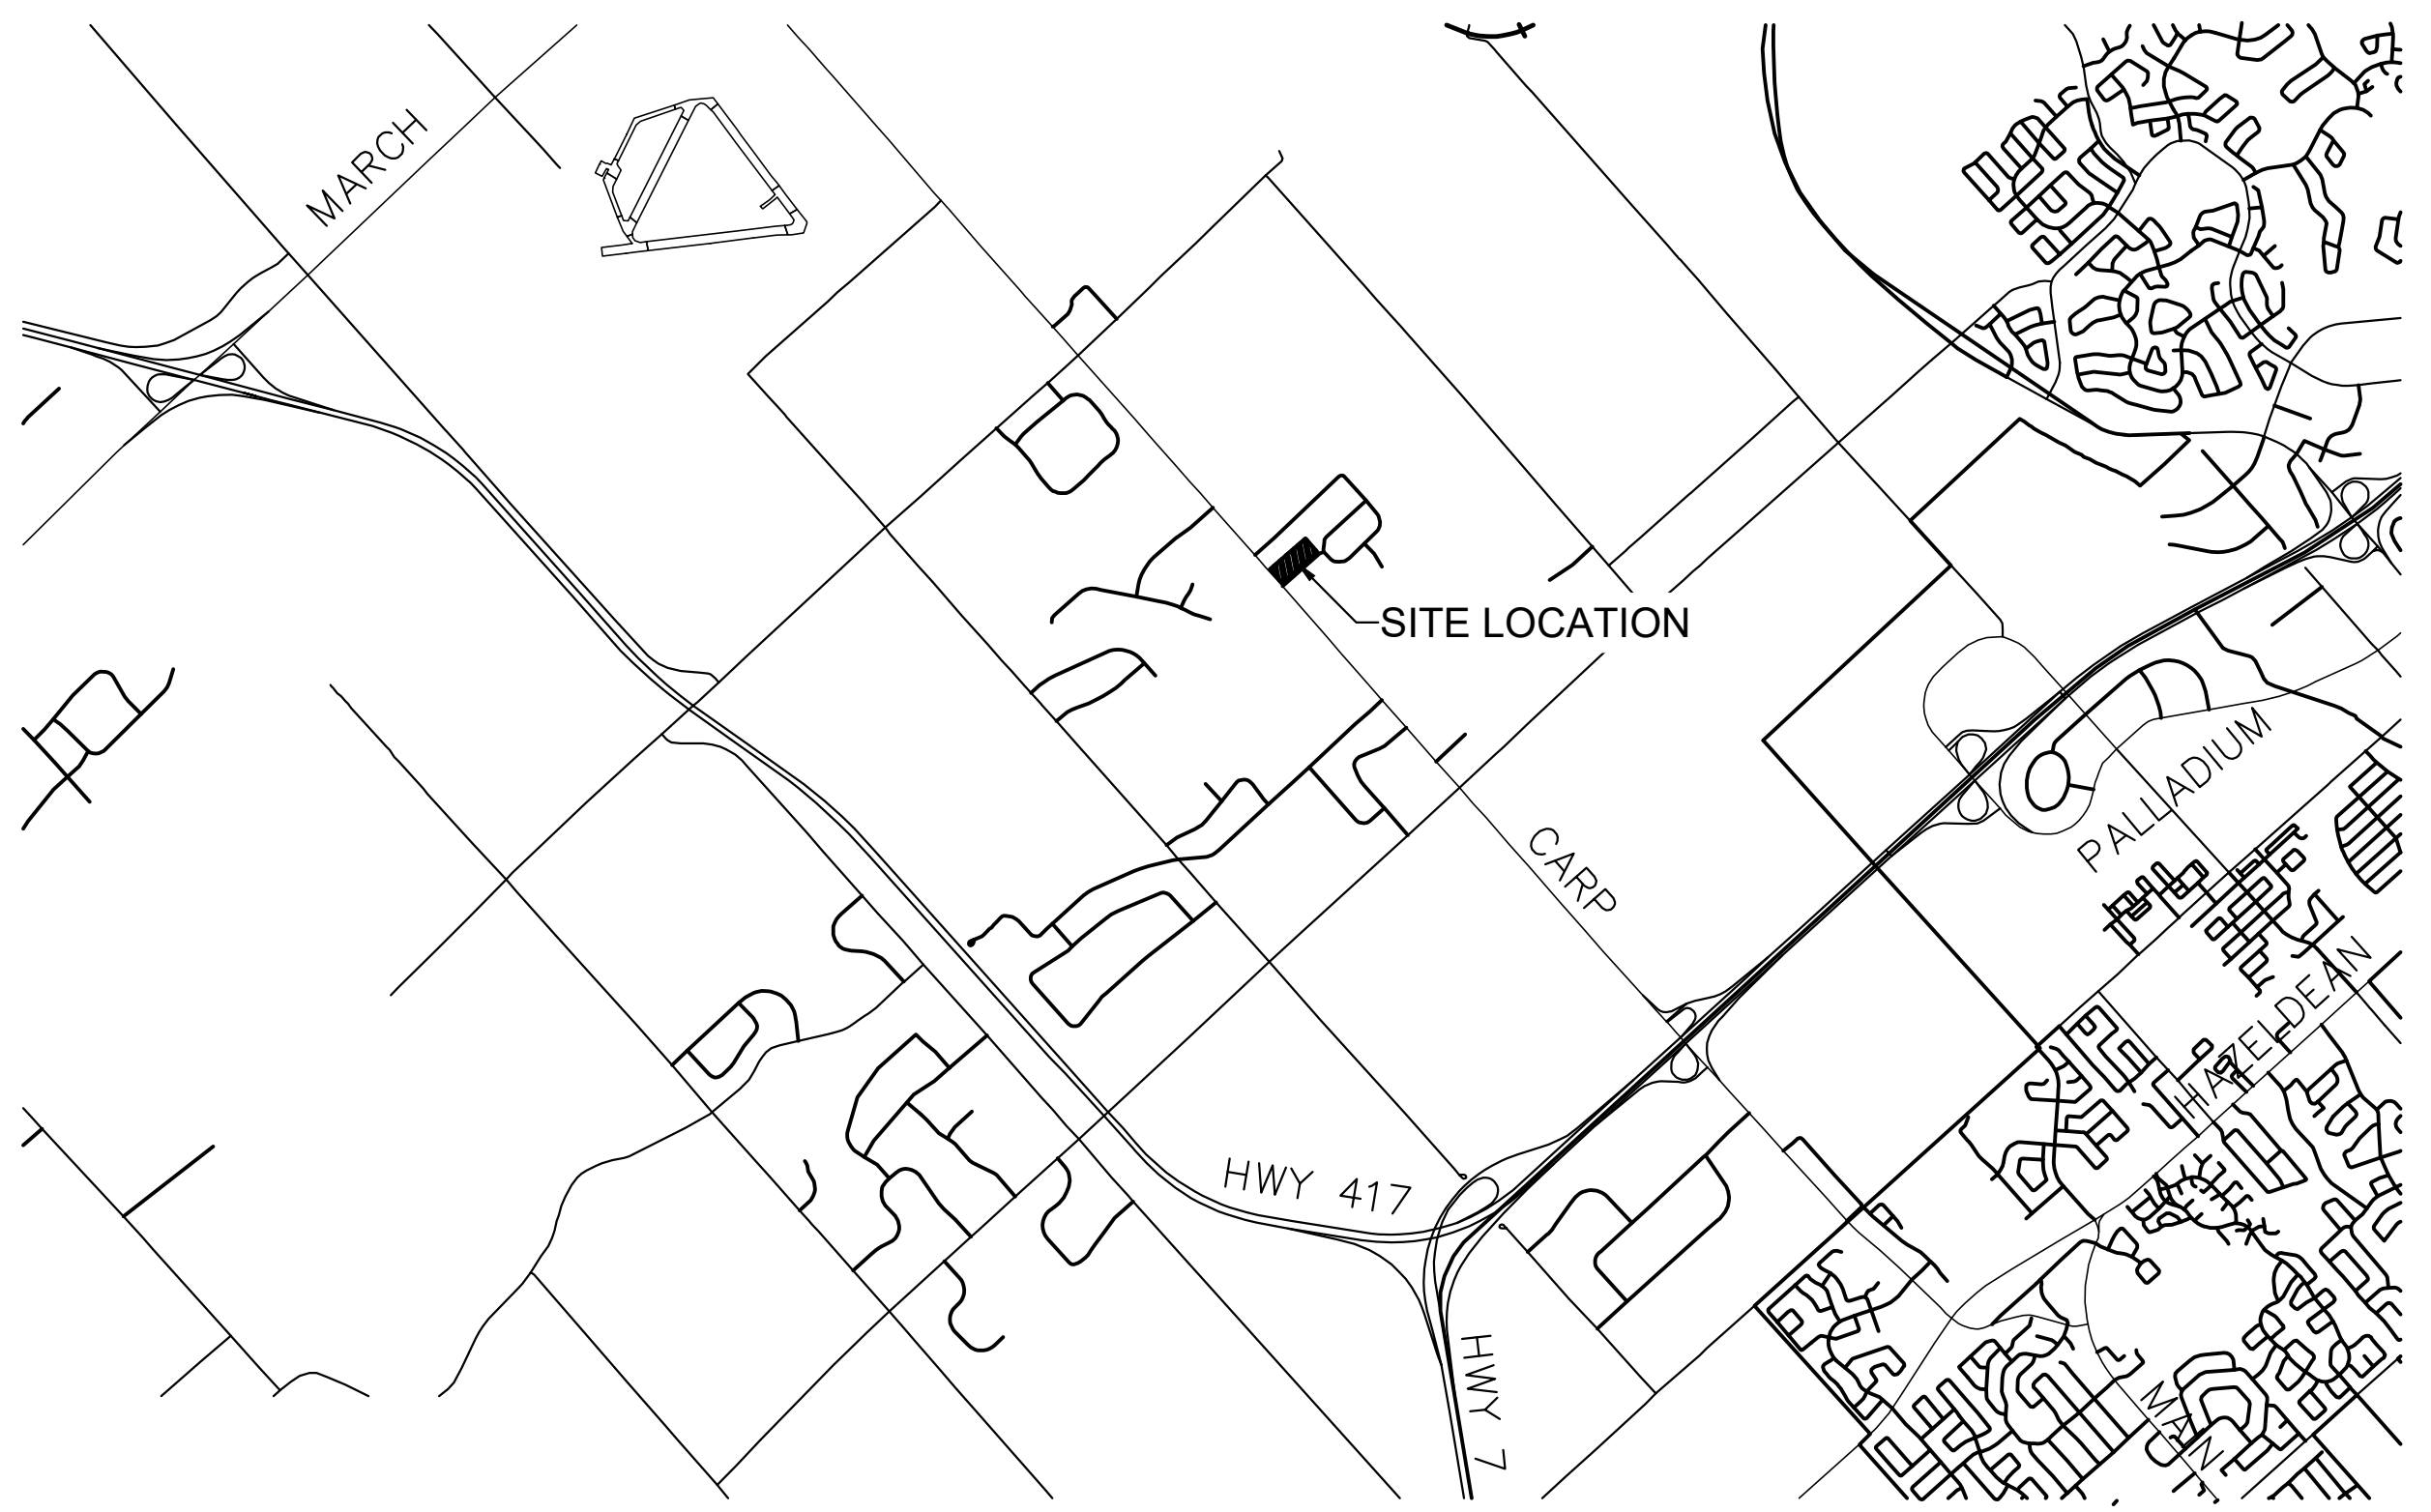 MARCH
SITE LOCATION
PALLADIUM
CARP
HAZELDEAN
HWY 417
HWY 7
MAIN